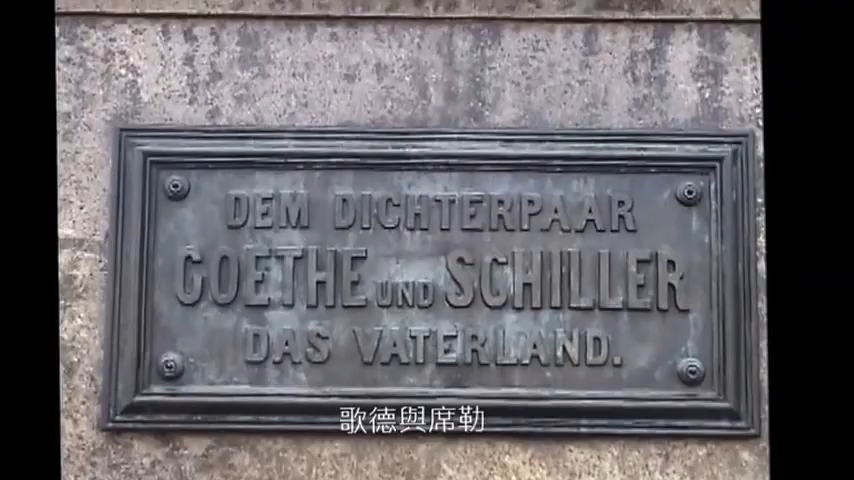 DEM DICHTERPAAR
GOETHE UND SCHILLER
DAS VATERLAND.
歌德與席勒